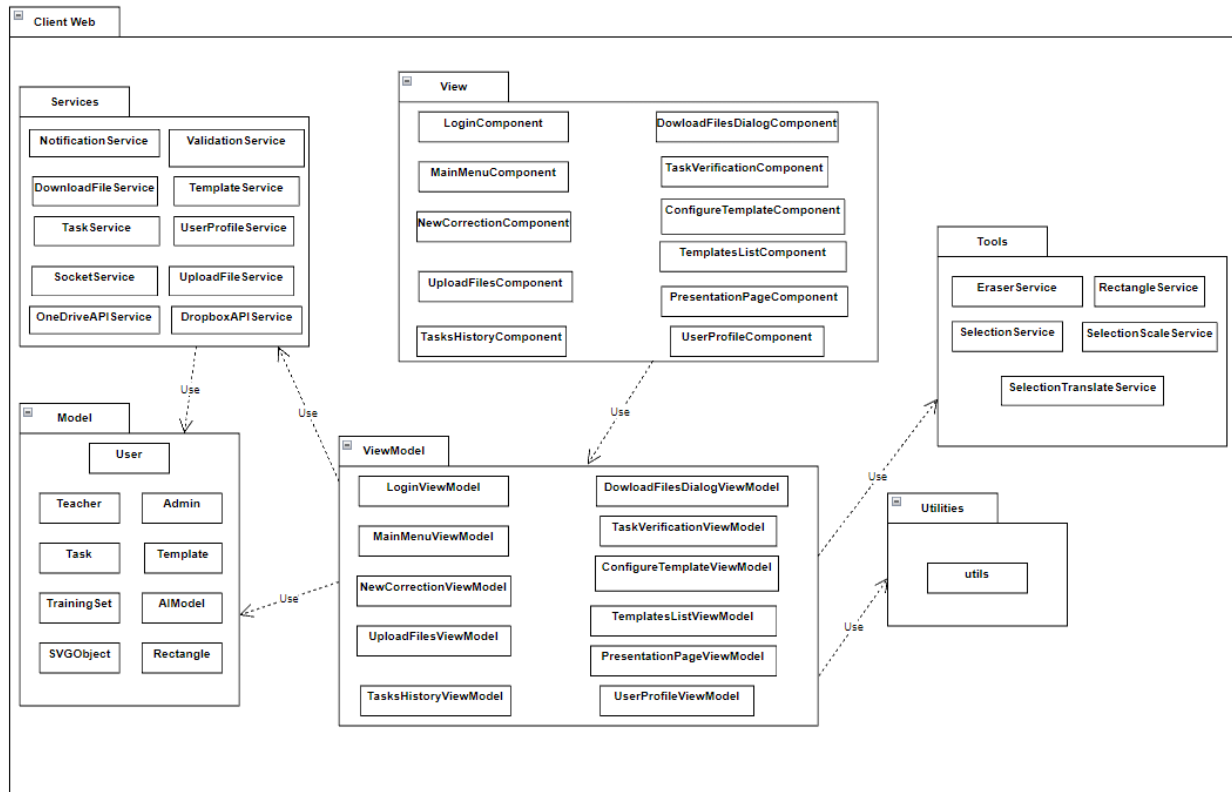 Client Web
Services
NotificationService
ValidationService
DownloadFileService
TemplateService
TaskService
UserProfileService
SocketService
UploadFileService
OneDriveAPIService
DropboxAPIService
View
LoginComponent
DowloadFilesDialogComponent
MainMenuComponent
TaskVerificationComponent
NewCorrectionComponent
ConfigureTemplateComponent
TemplatesListComponent
UploadFilesComponent
PresentationPageComponent
TasksHistoryComponent
UserProfileComponent
Tools
EraserService
RectangleService
SelectionService
SelectionScaleService
SelectionTranslateService
Use
Use
Use
Use
Use
Use
Model
User
Teacher
Admin
Task
Template
TrainingSet
AIModel
SVGObject
Rectangle
ViewModel
LoginViewModel
DowloadFilesDialogViewModel
MainMenuViewModel
TaskVerificationViewModel
NewCorrectionViewModel
ConfigureTemplateViewModel
UploadFilesViewModel
TemplatesListViewModel
PresentationPageViewModel
TasksHistoryViewModel
UserProfileViewModel
Utilities
utils